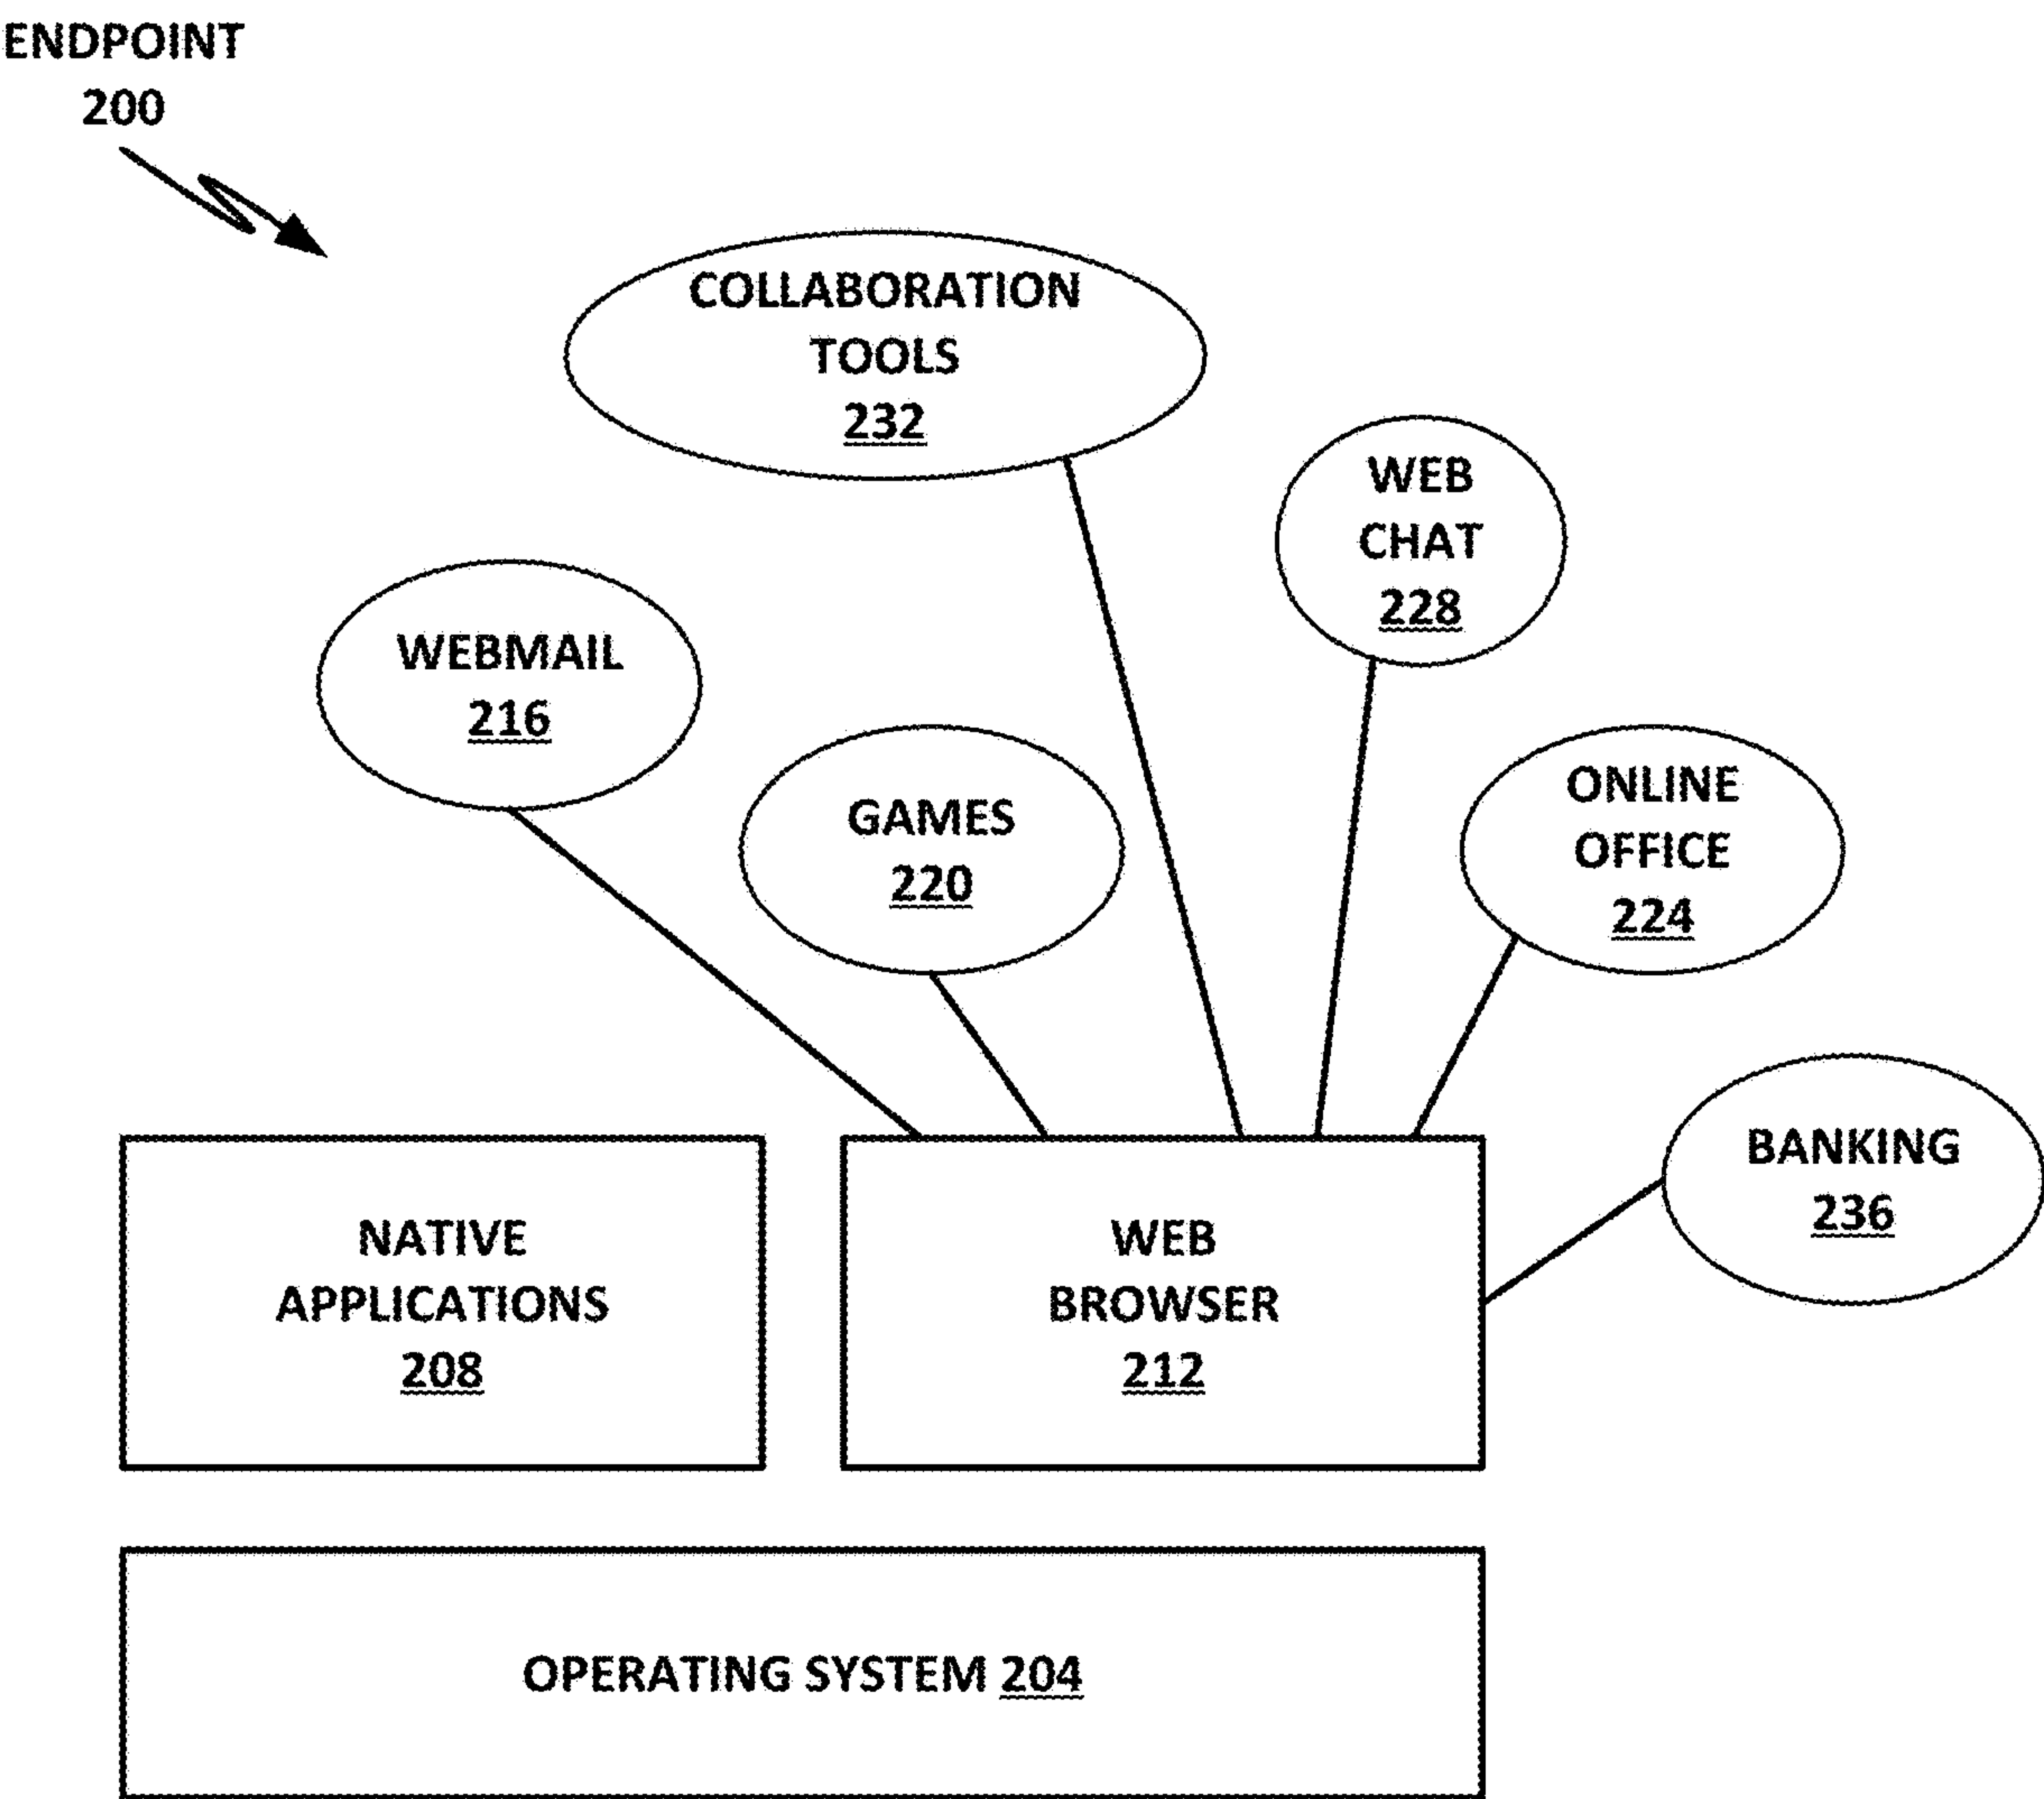 ENDPOINT
200
COLLABORATION
TOOLS
232
WEB
CHAT
228
WEBMAIL
216
GAMES
220
ONLINE
OFFICE
224
BANKING
236
NATIVE
APPLICATIONS
208
WEB
BROWSER
212
OPERATING SYSTEM 204